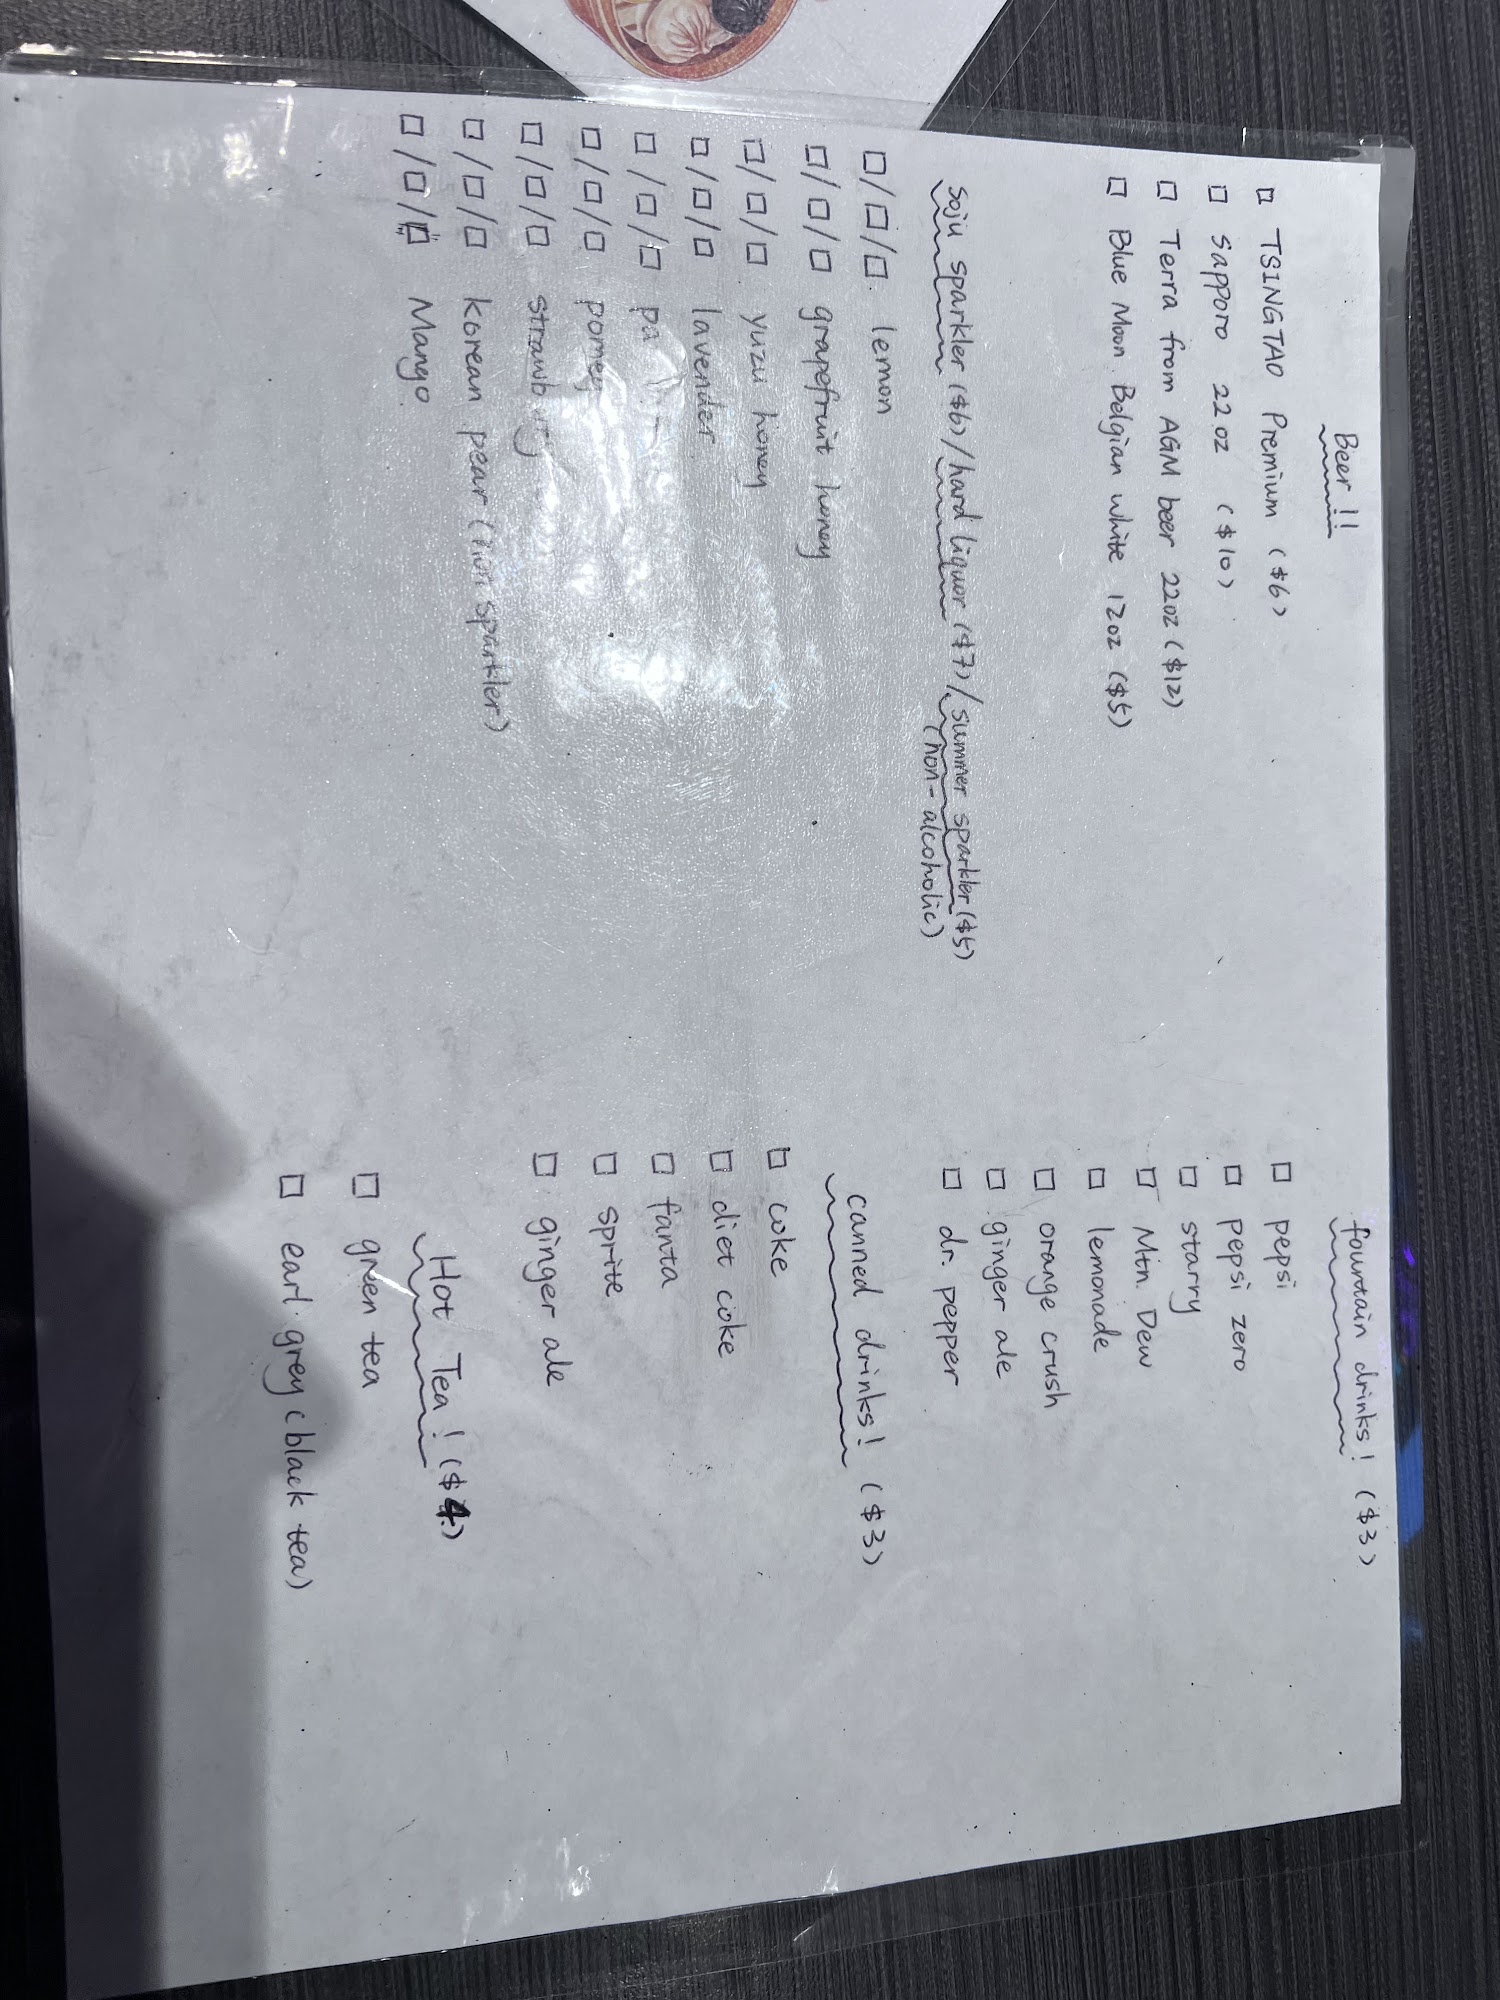 Beer !!
TSINGTAO Premium ($6)
Sapporo 22oz ($10)
Terra from AGM beer 22oz ($12)
Blue Moon Belgian white 12oz ($5)
Soju sparkler ($6)/hard liquor ($7)/summer sparkler ($5)
(non-alcoholic)
lemon
grapefruit honey
yuzu honey
lavender
korean pear (non sparkler)
Mango
fountain drinks! ($3)
pepsi
pepsi zero
starry
Mtn. Dew
lemonade
orange crush
ginger ale
dr. pepper
canned drinks! ($3)
coke
diet coke
fanta
sprite
ginger ale
Hot Tea! ($4)
green tea
earl grey (black tea)